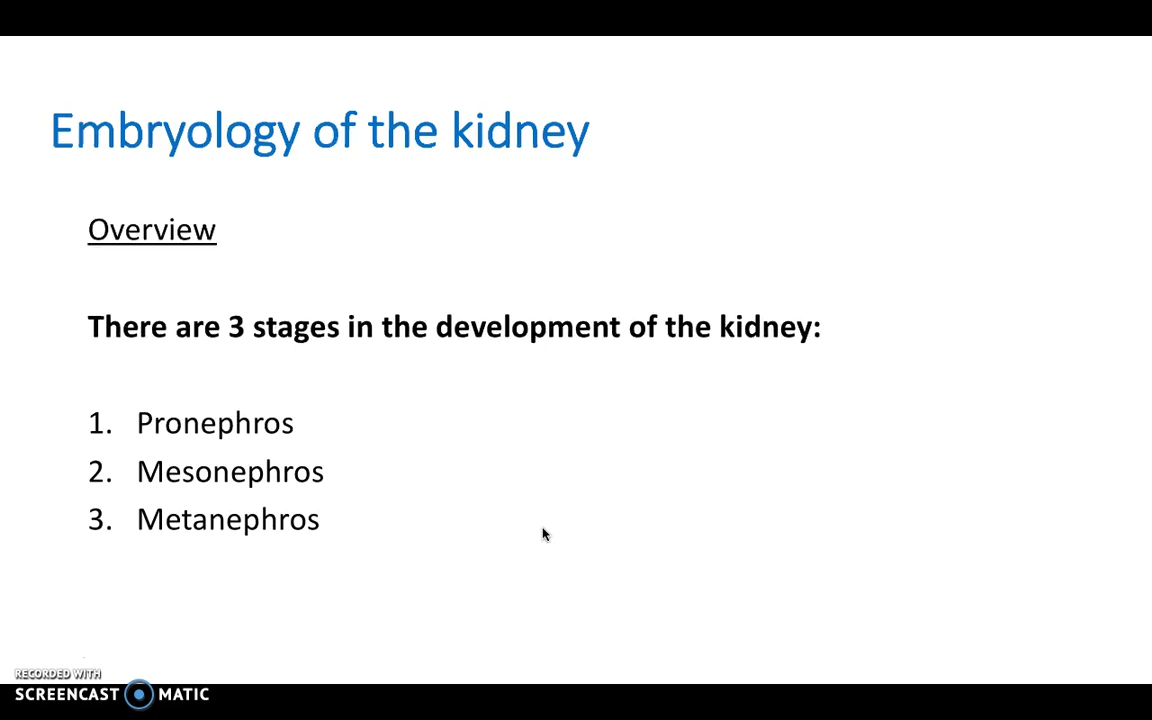 Embryology of the kidney
Overview
There are 3 stages in the development of the kidney:
1. Pronephros
2. Mesonephros
3. Metanephros
RECORDED WITH
SCREENCAST MATIC